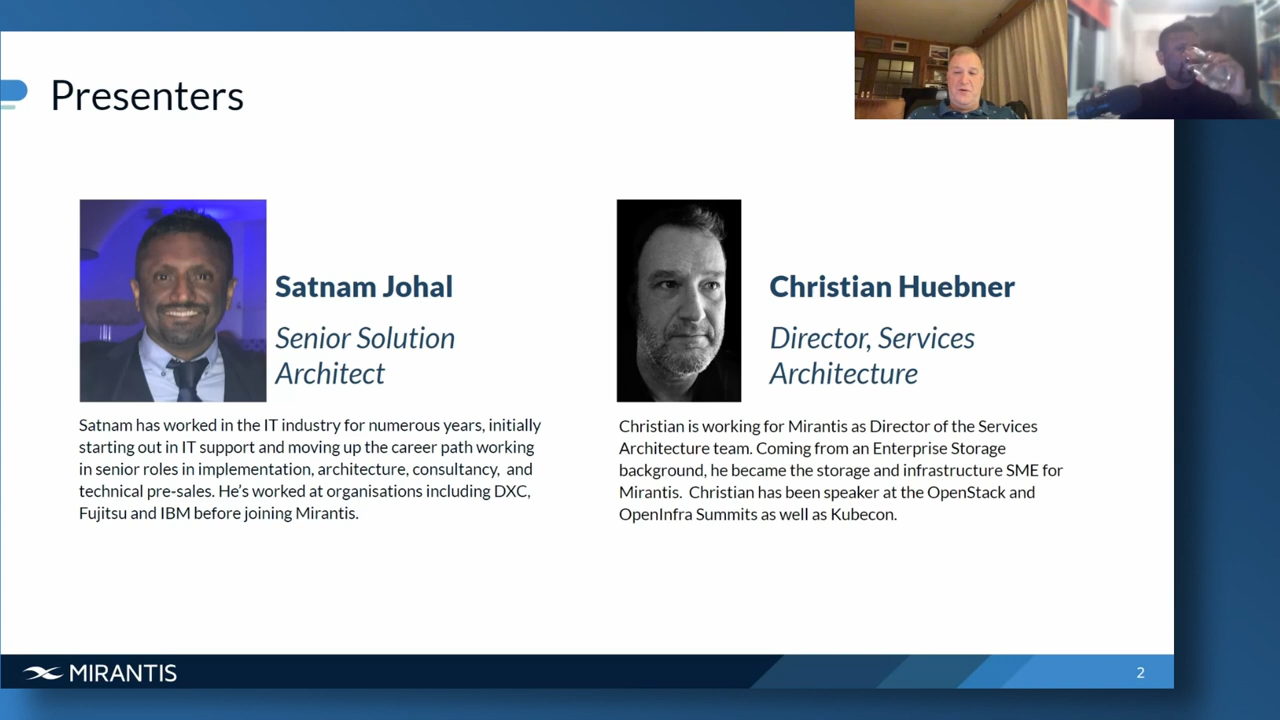 Presenters
Satnam Johal
Senior Solution
Architect
Satnam has worked in the IT industry for numerous years, initially
starting out in IT support and moving up the career path working
in senior roles in implementation, architecture, consultancy, and
technical pre-sales. He's worked at organisations including DXC,
Fujitsu and IBM before joining Mirantis.
Christian Huebner
Director, Services
Architecture
Christian is working for Mirantis as Director of the Services
Architecture team. Coming from an Enterprise Storage
background, he became the storage and infrastructure SME for
Mirantis. Christian has been speaker at the OpenStack and
OpenInfra Summits as well as Kubecon.
MIRANTIS
2